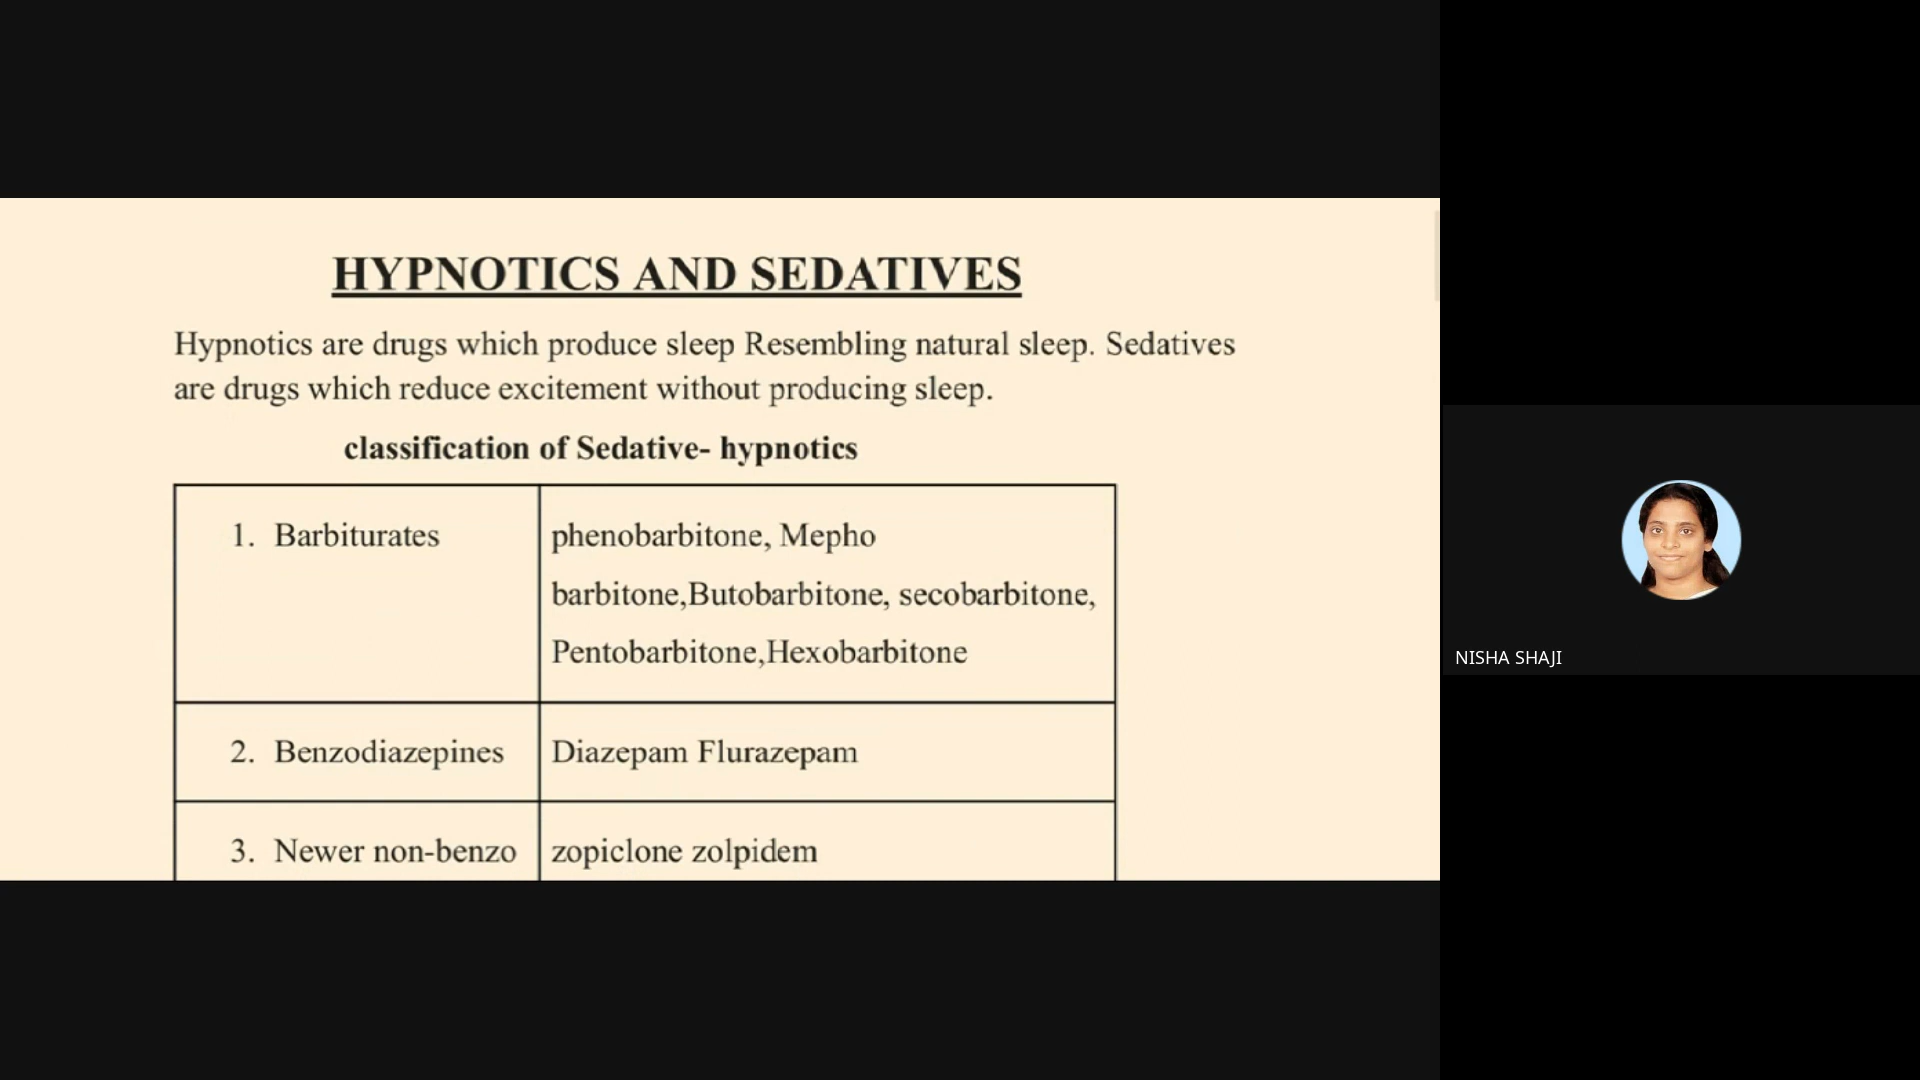 HYPNOTICS AND SEDATIVES
Hypnotics are drugs which produce sleep Resembling natural sleep. Sedatives
are drugs which reduce excitement without producing sleep.
classification of Sedative- hypnotics
1. Barbiturates
phenobarbitone, Mepho
barbitone,Butobarbitone, secobarbitone,
Pentobarbitone,Hexobarbitone
2. Benzodiazepines
Diazepam Flurazepam
3. Newer non-benzo
zopiclone zolpidem
NISHA SHAJI